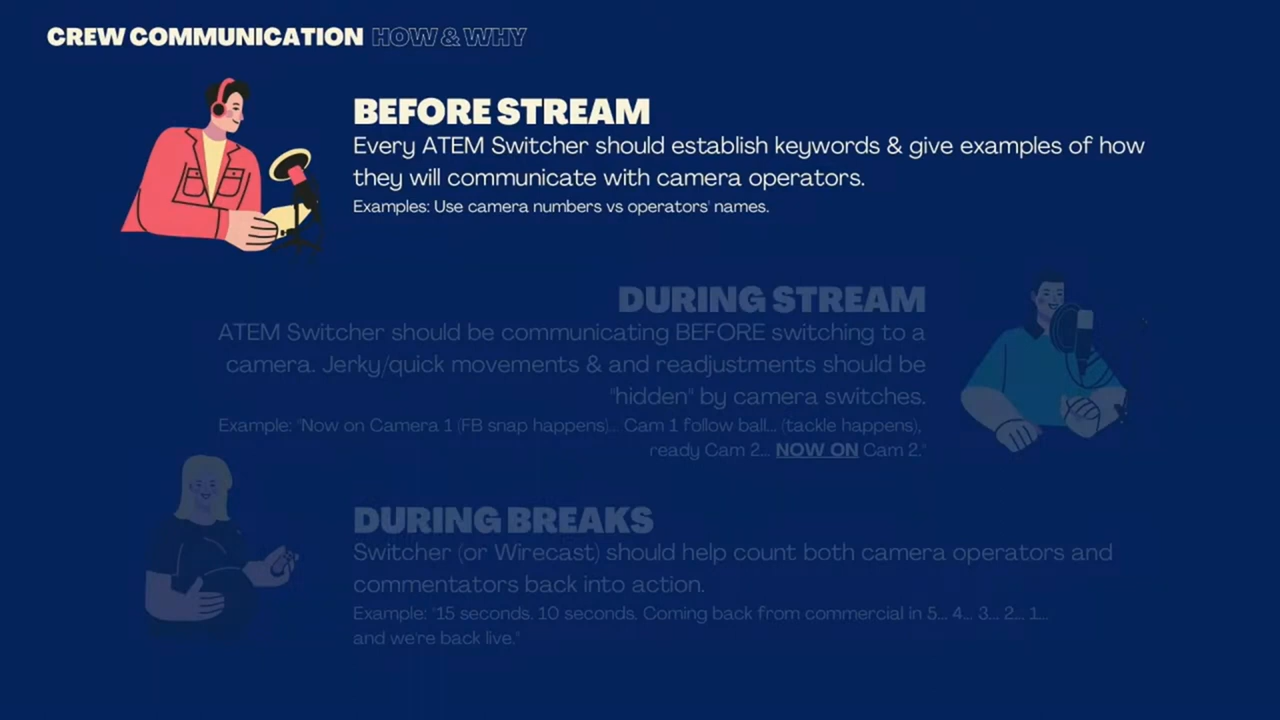 CREW COMMUNICATION HOW & WHY
BEFORE STREAM
Every ATEM Switcher should establish keywords & give examples of how
they will communicate with camera operators.
Examples: Use camera numbers vs operators' names.
DURING STREAM
ATEM Switcher should be communicating BEFORE switching to a
camera. Jerky/quick movements & and readjustments should be
"hidden" by camera switches.
Example: "Now on Camera 1 (FB snap happens)... Cam 1 follow ball... (tackle happens),
ready Cam 2... NOW ON Cam 2."
DURING BREAKS
Switcher (or Wirecast) should help count both camera operators and
commentators back into action.
Example: "15 seconds. 10 seconds. Coming back from commercial in 5... 4... 3... 2... 1...
and we're back live."